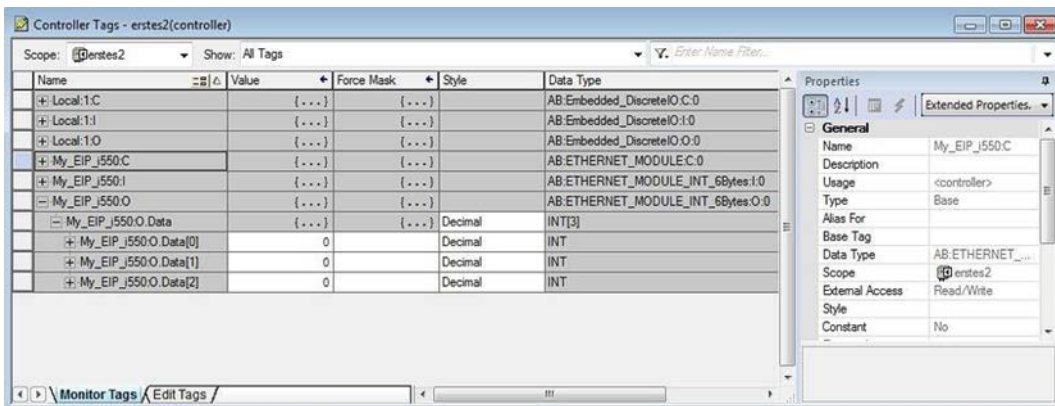 Controller Tags - erstes2(controller)
Scope: erstes2 Show: All Tags Enter Name Filter...
Name Value Force Mask Style Data Type
Local:1:C {...} {...} AB:Embedded_DiscreteIO:C:0
Local:1:I {...} {...} AB:Embedded_DiscreteIO:I:0
Local:1:O {...} {...} AB:Embedded_DiscreteIO:O:0
My_EIP_i550:C {...} {...} AB:ETHERNET_MODULE:C:0
My_EIP_i550:I {...} {...} AB:ETHERNET_MODULE_INT_6Bytes:I:0
My_EIP_i550:O {...} {...} AB:ETHERNET_MODULE_INT_6Bytes:O:0
My_EIP_i550:O.Data {...} {...} Decimal INT[3]
My_EIP_i550:O.Data[0] 0 Decimal INT
My_EIP_i550:O.Data[1] 0 Decimal INT
My_EIP_i550:O.Data[2] 0 Decimal INT
Monitor Tags Edit Tags
Properties
Extended Properties.
General
Name My_EIP_i550:C
Description
Usage <controller>
Type Base
Alias For
Base Tag
Data Type AB:ETHERNET_...
Scope erstes2
External Access Read/Write
Style
Constant No